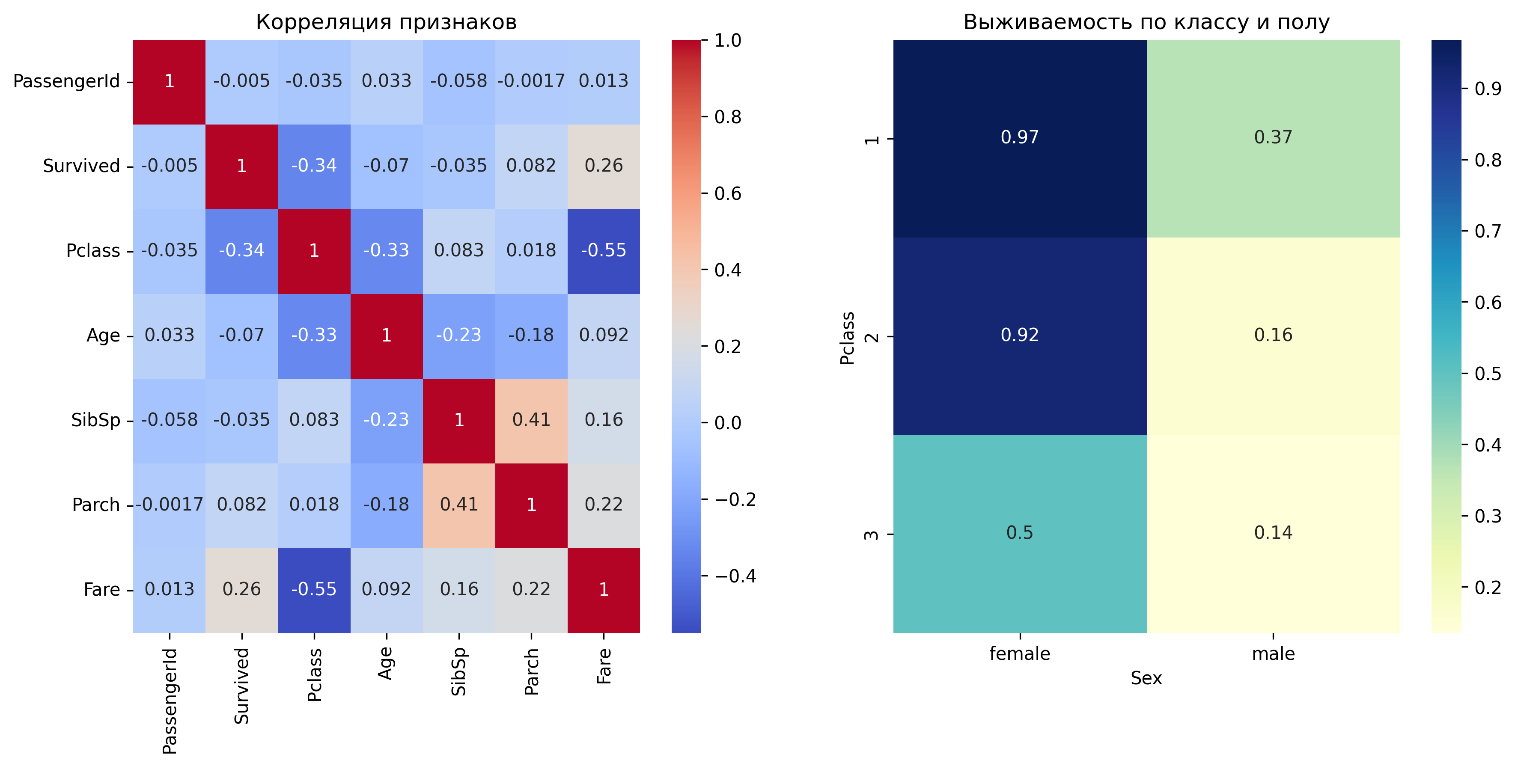 Корреляция признаков
PassengerId 1 -0.005 -0.035 0.033 -0.058 -0.0017 0.013
Survived -0.005 1 -0.34 -0.07 -0.035 0.082 0.26
Pclass -0.035 -0.34 1 -0.33 0.083 0.018 -0.55
Age 0.033 -0.07 -0.33 1 -0.23 -0.18 0.092
SibSp -0.058 -0.035 0.083 -0.23 1 0.41 0.16
Parch -0.0017 0.082 0.018 -0.18 0.41 1 0.22
Fare 0.013 0.26 -0.55 0.092 0.16 0.22 1
PassengerId
Survived
Pclass
Age
SibSp
Parch
Fare
1.0
0.8
0.6
0.4
0.2
0.0
−0.2
−0.4
Выживаемость по классу и полу
Pclass
1 0.97 0.37
2 0.92 0.16
3 0.5 0.14
female male
Sex
0.9
0.8
0.7
0.6
0.5
0.4
0.3
0.2